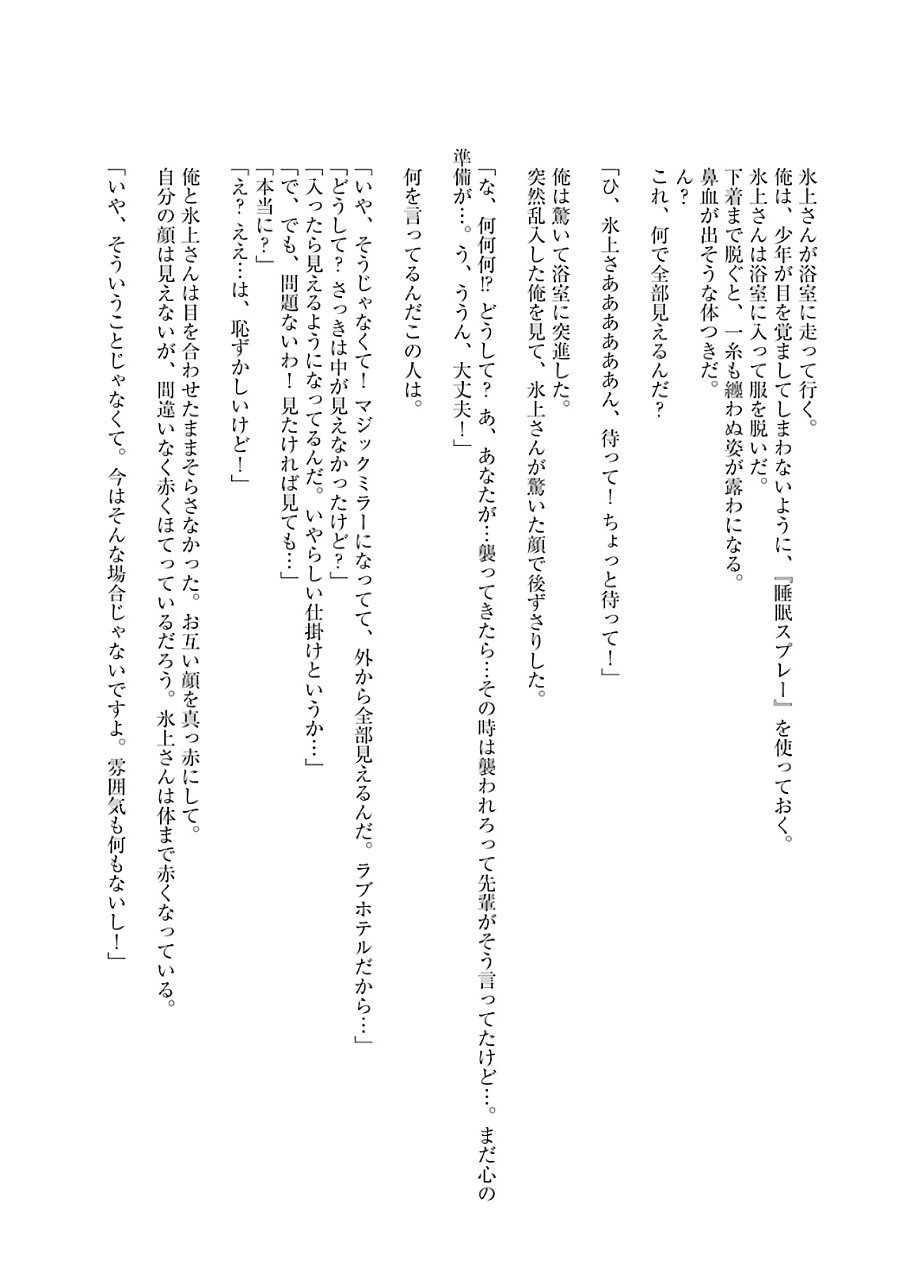 氷上さんが浴室に走って行く。
俺は、少年が目を覚ましてしまわないように、『睡眠スプレー』を使っておく。
氷上さんは浴室に入って服を脱いだ。
下着まで脱ぐと、一糸も纏わぬ姿が露わになる。
鼻血が出そうな体つきだ。
ん？
これ、何で全部見えるんだ？
「ひ、氷上さああああああん、待って！ちょっと待って！」
俺は驚いて浴室に突進した。
突然乱入した俺を見て、氷上さんが驚いた顔で後ずさりした。
「な、何何何!? どうして？ あ、あなたが…襲ってきたら…その時は襲われろって先輩がそう言ってたけど…。まだ心の
準備が…。う、ううん、大丈夫！」
何を言ってるんだこの人は。
「いや、そうじゃなくて！マジックミラーになってて、外から全部見えるんだ。ラブホテルだから…」
「どうして？さっきは中が見えなかったけど？」
「入ったら見えるようになってるんだ。いやらしい仕掛けというか…」
「で、でも、問題ないわ！見たければ見ても…」
「本当に？」
「え？ええ…は、恥ずかしいけど！」
俺と氷上さんは目を合わせたままそらさなかった。お互い顔を真っ赤にして。
自分の顔は見えないが、間違いなく赤くほてっているだろう。氷上さんは体まで赤くなっている。
「いや、そういうことじゃなくて。今はそんな場合じゃないですよ。雰囲気も何もないし！」